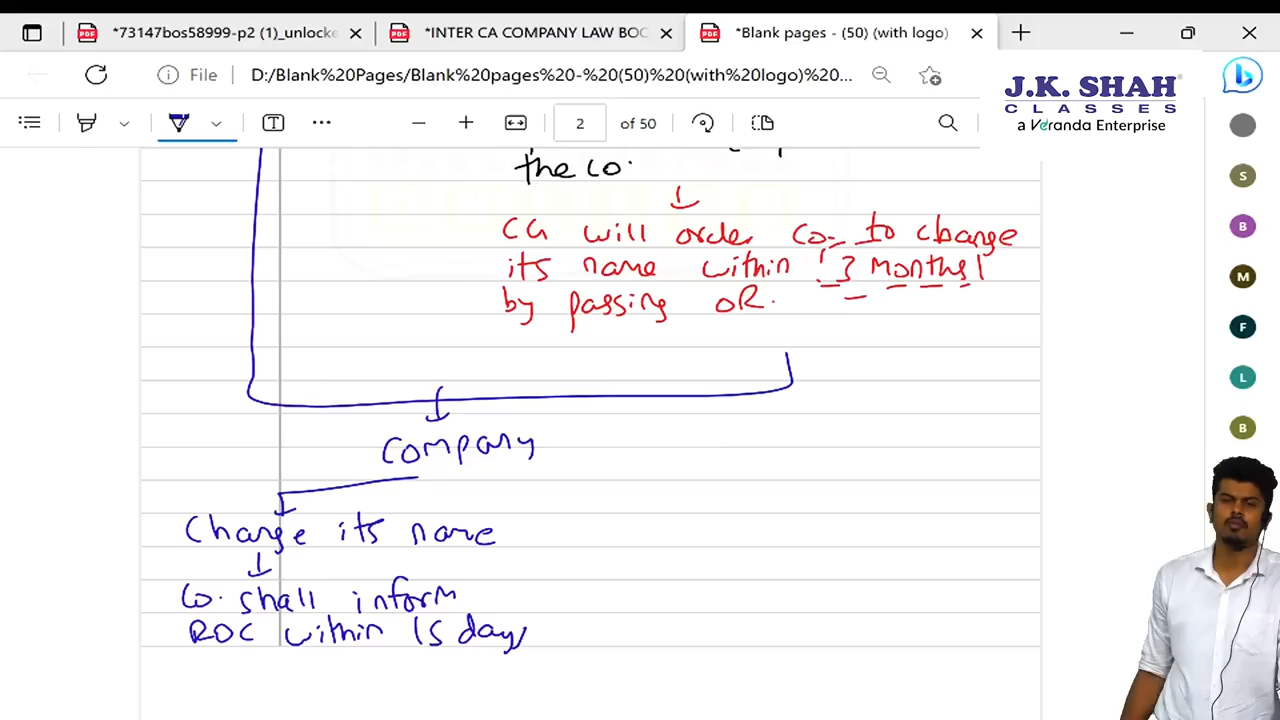 *73147bos58999-p2 (1)_unlocke
*INTER CA COMPANY LAW BOC
*Blank pages - (50) (with logo)
File
D:/Blank%20Pages/Blank%20pages%20-%20(50)%20(with%20logo)%20...
J.K. SHAH
CLASSES
a Veranda Enterprise
2 of 50
the co.
CG will order co. to change
its name within '3 months'
by passing OR.
Company
Change its name
Co. shall inform
ROC within 15 days
S
B
M
F
L
B